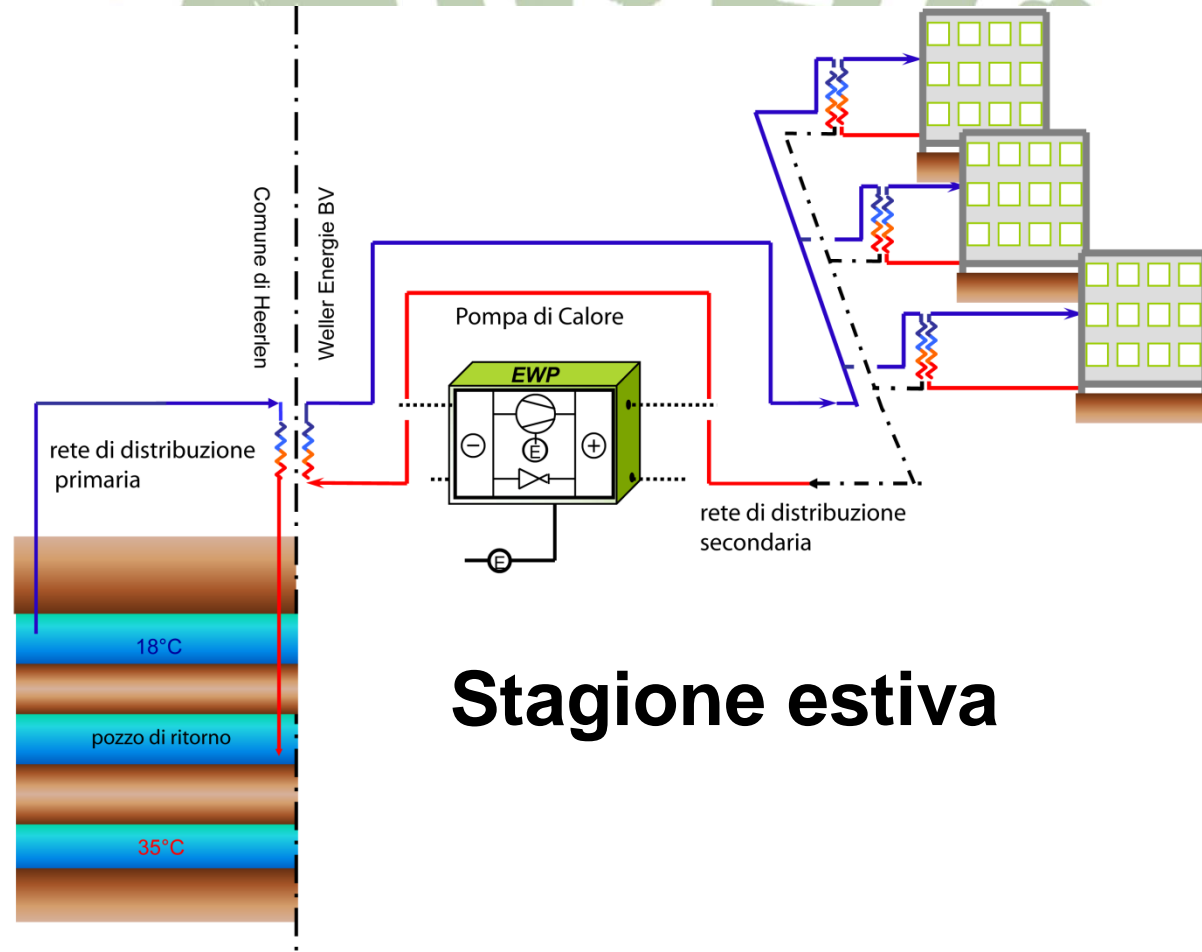 Comune di Heerlen
Weller Energie BV
Pompa di Calore
EWP
E
E
rete di distribuzione
primaria
rete di distribuzione
secondaria
18°C
pozzo di ritorno
35°C
Stagione estiva